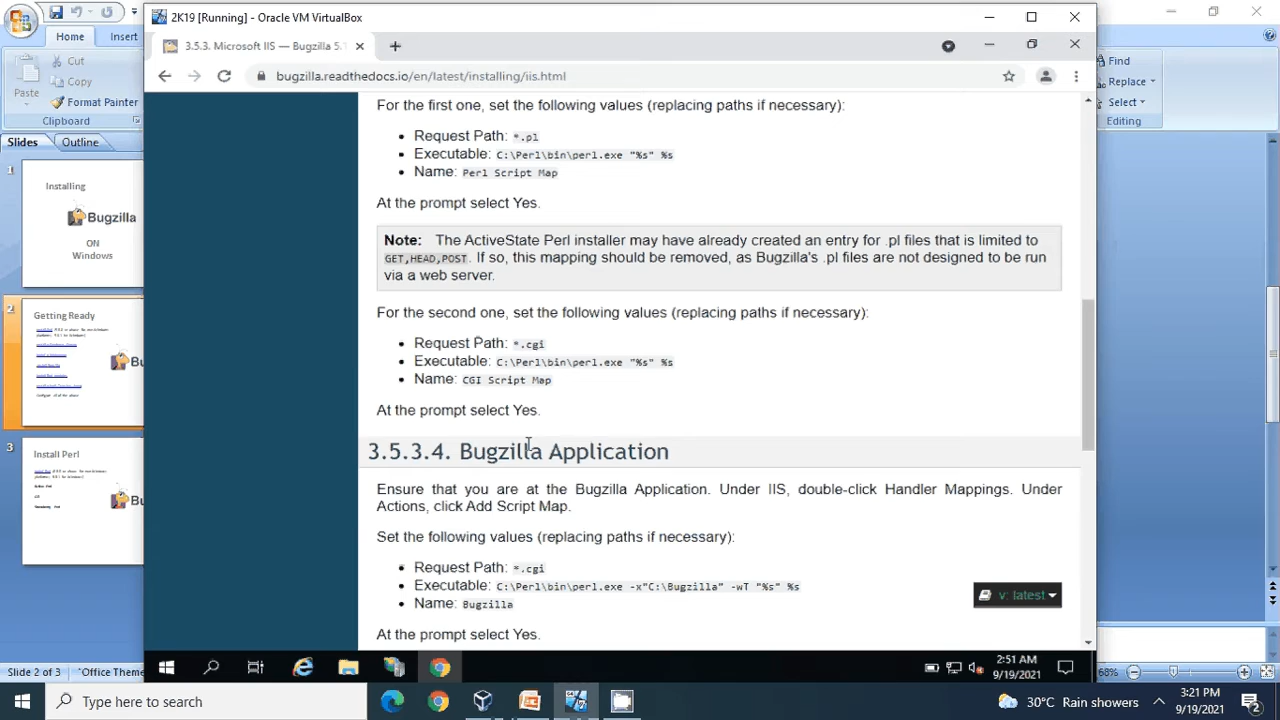 2K19 [Running] - Oracle VM VirtualBox
Home
Insert
Cut
Copy
Paste
Format Painter
Clipboard
Find
Replace
Select
Editing
Slides
Outline
1
Installing
Bugzilla
ON
Windows
2
Getting Ready
3
Install Perl
3.5.3. Microsoft IIS — Bugzilla 5.
bugzilla.readthedocs.io/en/latest/installing/iis.html
For the first one, set the following values (replacing paths if necessary):
Request Path: *.pl
Executable: C:\Perl\bin\perl.exe "%s" %s
Name: Perl Script Map
At the prompt select Yes.
Note: The ActiveState Perl installer may have already created an entry for .pl files that is limited to
GET,HEAD,POST. If so, this mapping should be removed, as Bugzilla's .pl files are not designed to be run
via a web server.
For the second one, set the following values (replacing paths if necessary):
Request Path: *.cgi
Executable: C:\Perl\bin\perl.exe "%s" %s
Name: CGI Script Map
At the prompt select Yes.
3.5.3.4. Bugzilla Application
Ensure that you are at the Bugzilla Application. Under IIS, double-click Handler Mappings. Under
Actions, click Add Script Map.
Set the following values (replacing paths if necessary):
Request Path: *.cgi
Executable: C:\Perl\bin\perl.exe -x"C:\Bugzilla" -wT "%s" %s
Name: Bugzilla
At the prompt select Yes.
v: latest
2:51 AM
9/19/2021
Slide 2 of 3
"Office Them
68%
Type here to search
30°C Rain showers
3:21 PM
9/19/2021
2